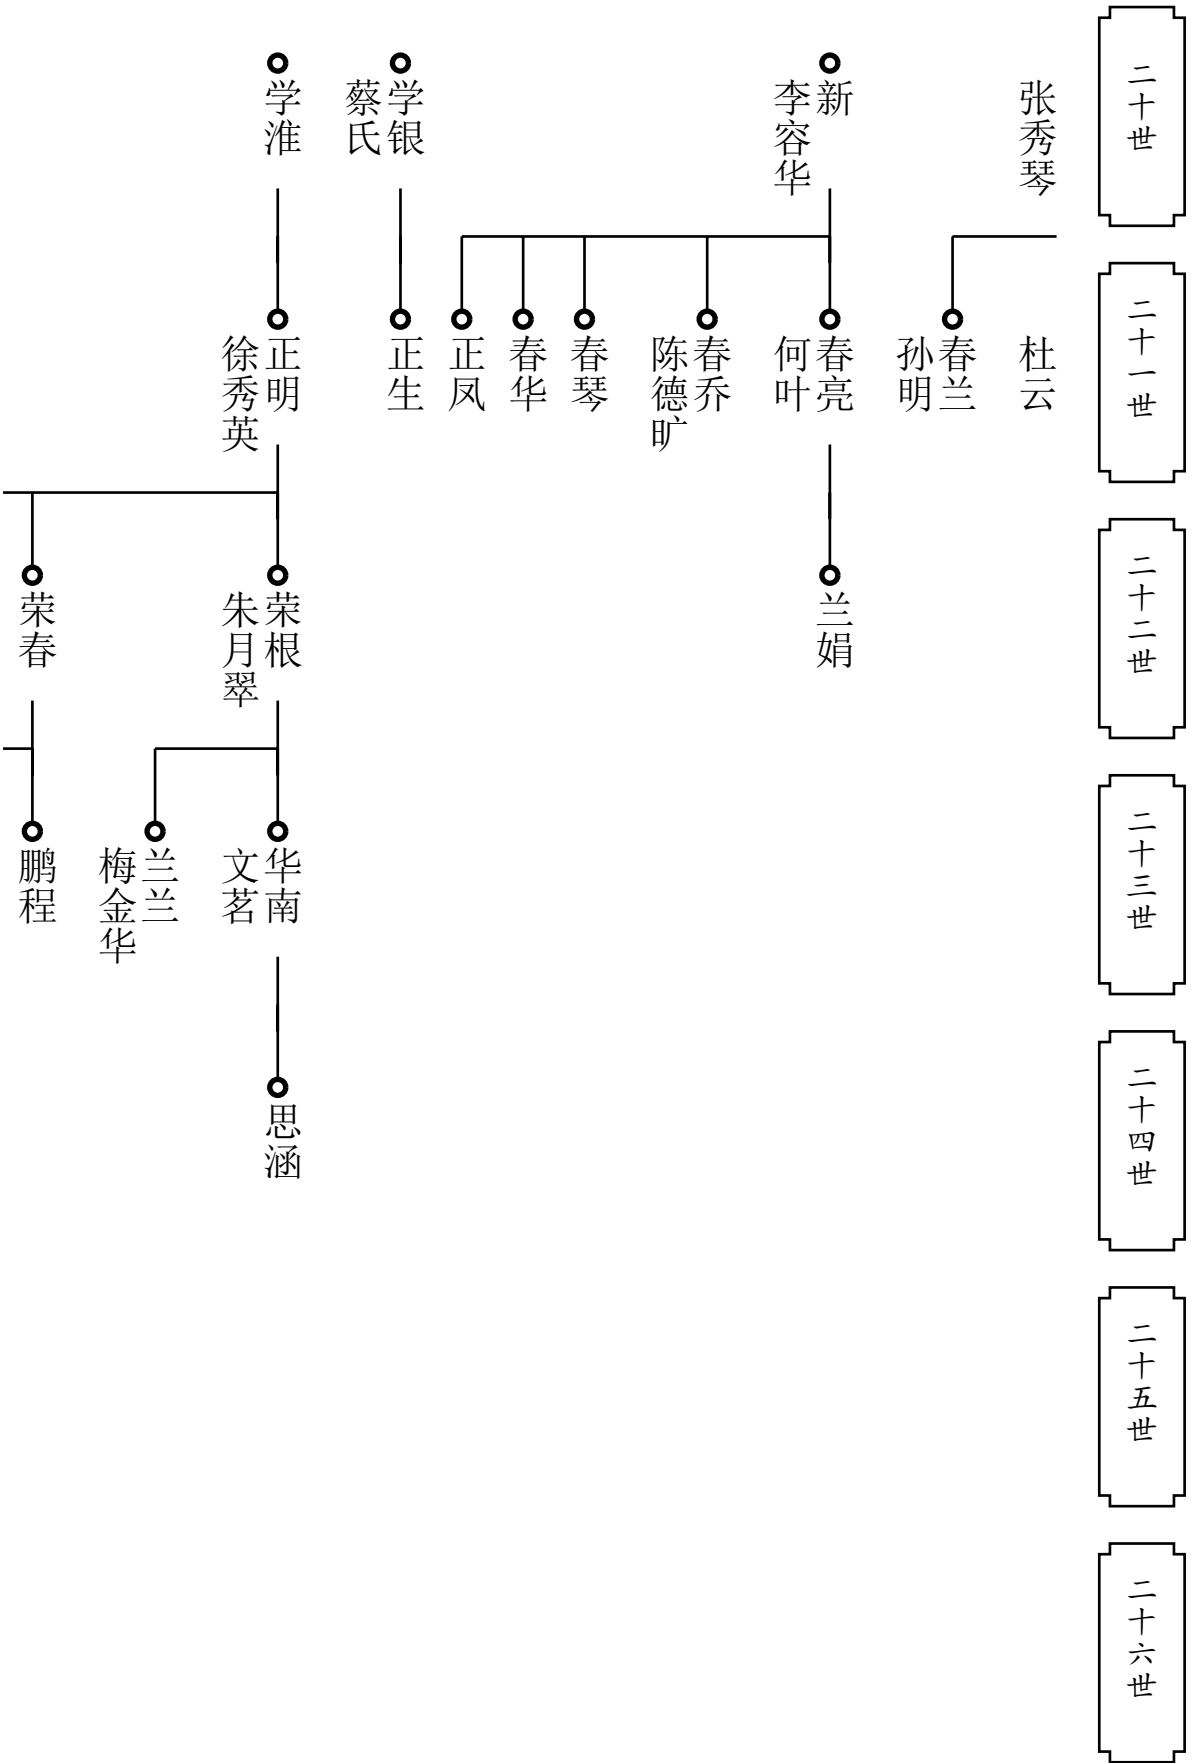 二十世
张秀琴
新
李容华
学银
蔡氏
学淮
二十一世
杜云
春兰
孙明
春亮
何叶
春乔
陈德旷
春琴
春华
正凤
正生
正明
徐秀英
二十二世
兰娟
荣根
朱月翠
荣春
二十三世
华南
文茗
兰兰
梅金华
鹏程
二十四世
思涵
二十五世
二十六世